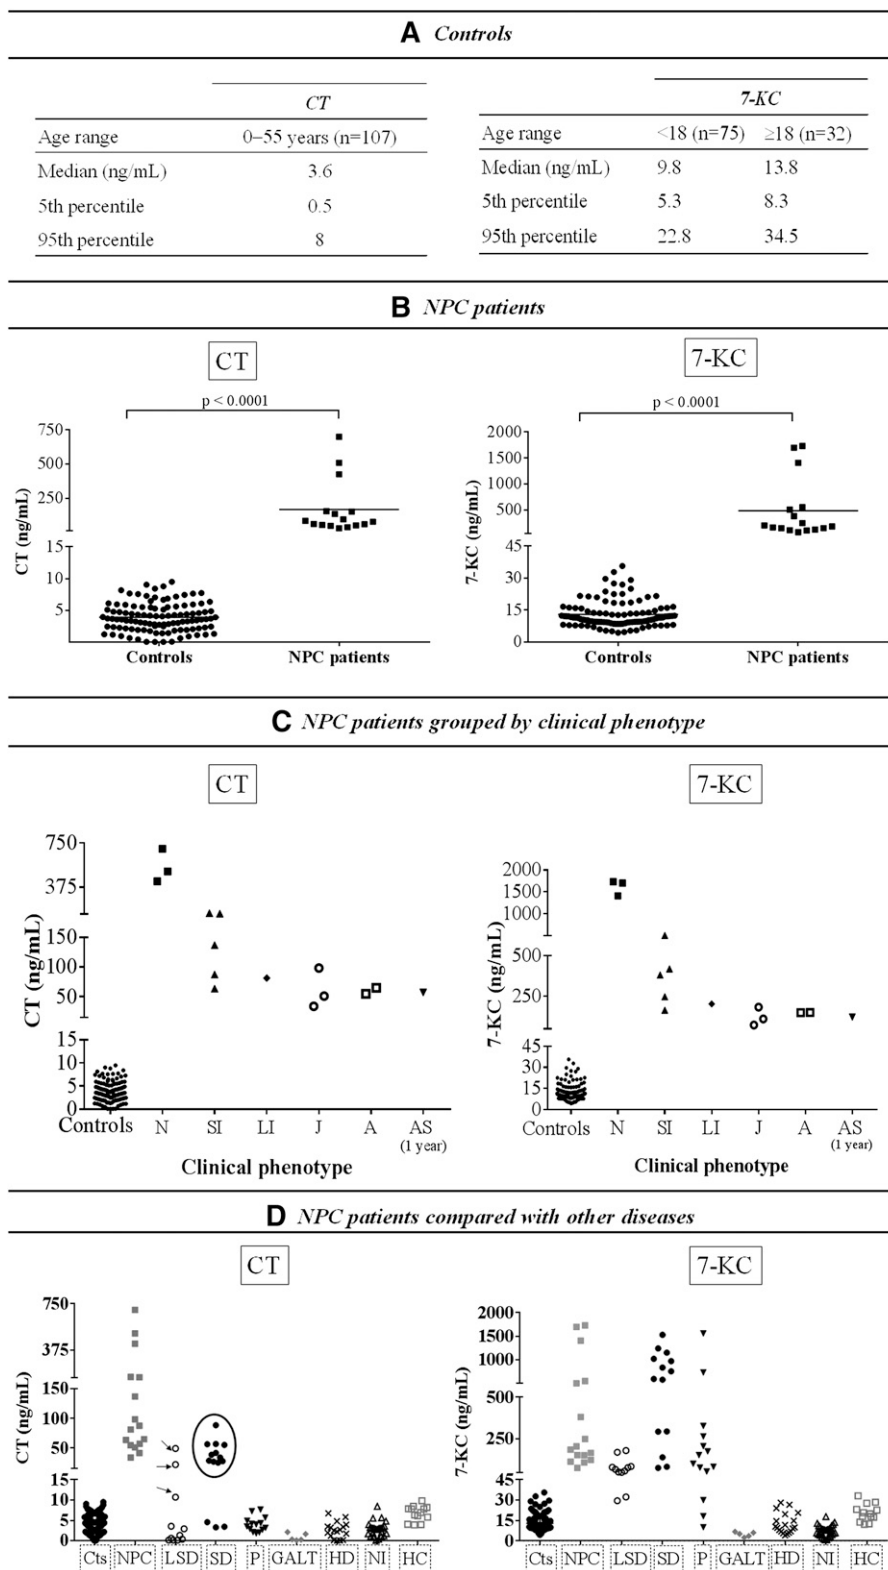 A Controls
CT
Age range 0–55 years (n=107)
Median (ng/mL) 3.6
5th percentile 0.5
95th percentile 8
7-KC
Age range <18 (n=75) ≥18 (n=32)
Median (ng/mL) 9.8 13.8
5th percentile 5.3 8.3
95th percentile 22.8 34.5
B NPC patients
CT
p < 0.0001
CT (ng/mL)
750
500
250
15
10
5
Controls NPC patients
7-KC
p < 0.0001
7-KC (ng/mL)
2000
1500
1000
500
45
30
15
0
Controls NPC patients
C NPC patients grouped by clinical phenotype
CT
CT (ng/mL)
750
375
150
100
50
15
10
5
0
Controls N SI LI J A AS
(1 year)
Clinical phenotype
7-KC
7-KC (ng/mL)
2000
1500
1000
500
250
45
30
15
0
Controls N SI LI J A AS
(1 year)
Clinical phenotype
D NPC patients compared with other diseases
CT
CT (ng/mL)
750
375
150
100
50
15
10
5
0
Cts NPC LSD SD P GALT HD NI HC
7-KC
7-KC (ng/mL)
2000
1500
1000
500
250
45
30
15
0
Cts NPC LSD SD P GALT HD NI HC